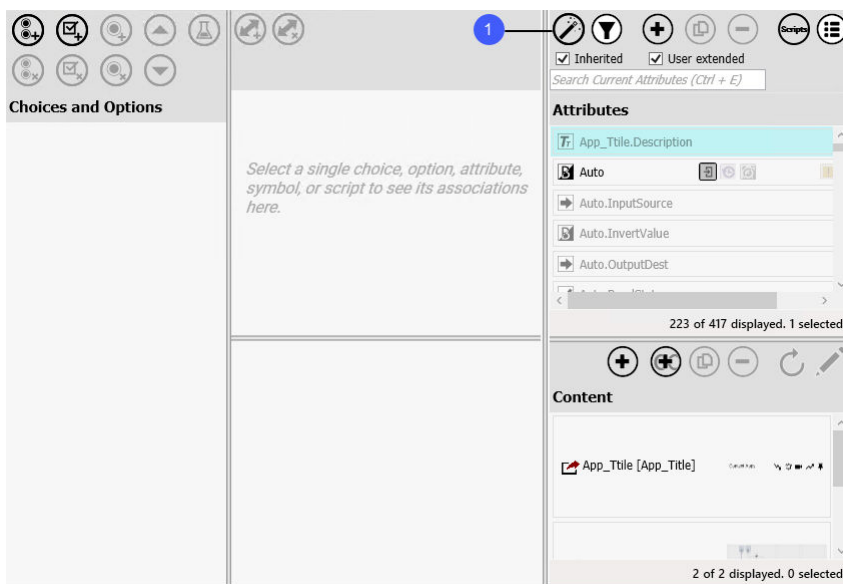 1
Scripts
Inherited
User extended
Search Current Attributes (Ctrl + E)
Choices and Options
Attributes
App_Ttile.Description
Auto
Auto.InputSource
Auto.InvertValue
Auto.OutputDest
Select a single choice, option, attribute,
symbol, or script to see its associations
here.
223 of 417 displayed. 1 selected
Content
App_Ttile [App_Title]
2 of 2 displayed. 0 selected